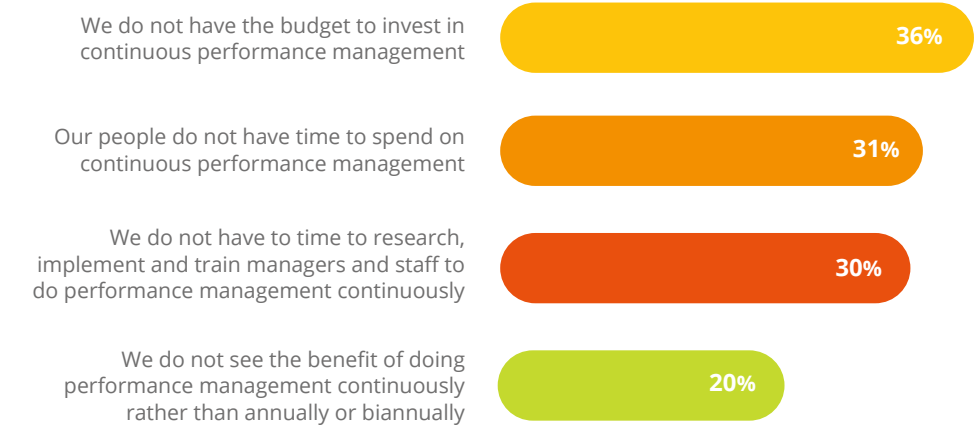 We do not have the budget to invest in
continuous performance management
36%
Our people do not have time to spend on
continuous performance management
31%
We do not have to time to research,
implement and train managers and staff to
do performance management continuously
30%
We do not see the benefit of doing
performance management continuously
rather than annually or biannually
20%